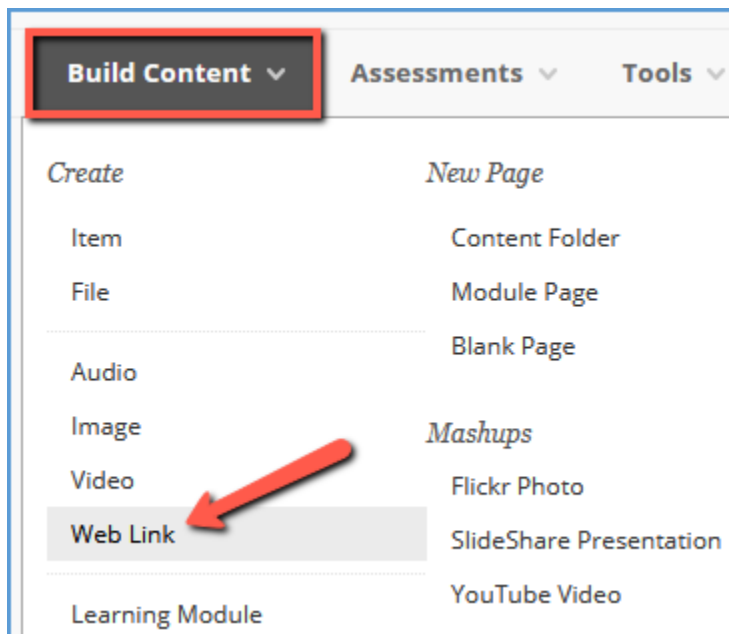 Build Content
Assessments
Tools
Create
Item
File
Audio
Image
Video
Web Link
Learning Module
New Page
Content Folder
Module Page
Blank Page
Mashups
Flickr Photo
SlideShare Presentation
YouTube Video